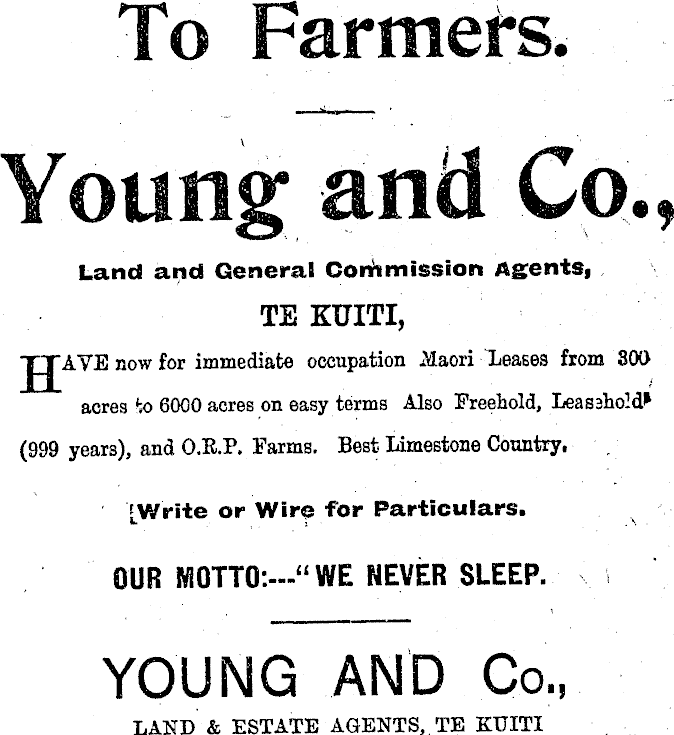 To Farmers.
Young and Co.,
Land and General Commission Agents,
TE KUITI,
HAVE now for immediate occupation Maori Leases from 300
acres to 6000 acres on easy terms Also Freehold, Leasehold
(999 years), and O.R.P. Farms. Best Limestone Country.
[Write or Wire for Particulars.
OUR MOTTO:---"WE NEVER SLEEP.
YOUNG AND Co.,
LAND & ESTATE AGENTS, TE KUITI